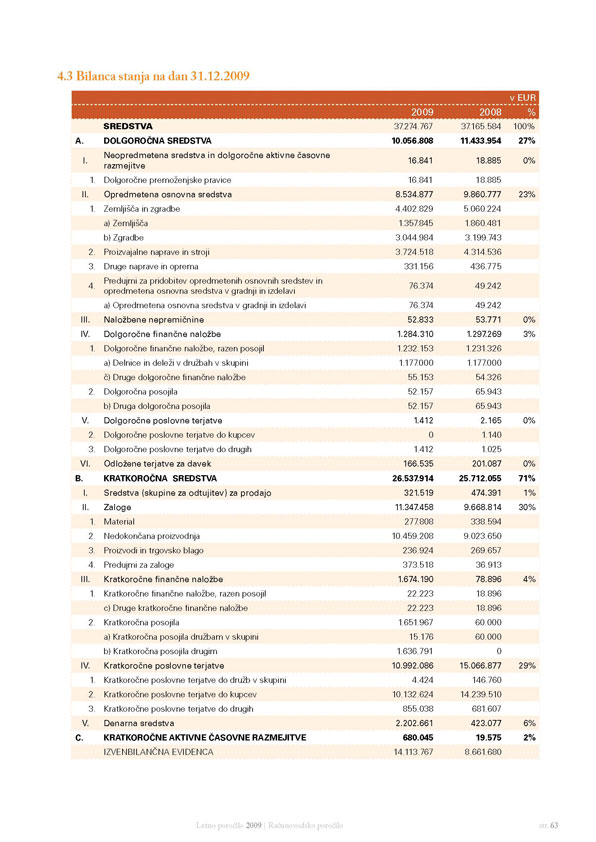 4.3 Bilanca stanja na dan 31.12.2009
v EUR
2009 2008 %
SREDSTVA 37.274.767 37.165.584 100%
A. DOLGOROČNA SREDSTVA 10.056.808 11.433.954 27%
I. Neopredmetena sredstva in dolgoročne aktivne časovne
razmejitve 16.841 18.885 0%
1. Dolgoročne premoženjske pravice 16.841 18.885
II. Opredmetena osnovna sredstva 8.534.877 9.860.777 23%
1. Zemljišča in zgradbe 4.402.829 5.060.224
a) Zemljišča 1.357.845 1.860.481
b) Zgradbe 3.044.984 3.199.743
2. Proizvajalne naprave in stroji 3.724.518 4.314.536
3. Druge naprave in oprema 331.156 436.775
4. Predujmi za pridobitev opredmetenih osnovnih sredstev in
opredmetena osnovna sredstva v gradnji in izdelavi 76.374 49.242
a) Opredmetena osnovna sredstva v gradnji in izdelavi 76.374 49.242
III. Naložbene nepremičnine 52.833 53.771 0%
IV. Dolgoročne finančne naložbe 1.284.310 1.297.269 3%
1. Dolgoročne finančne naložbe, razen posojil 1.232.153 1.231.326
a) Delnice in deleži v družbah v skupini 1.177.000 1.177.000
č) Druge dolgoročne finančne naložbe 55.153 54.326
2. Dolgoročna posojila 52.157 65.943
b) Druga dolgoročna posojila 52.157 65.943
V. Dolgoročne poslovne terjatve 1.412 2.165 0%
2. Dolgoročne poslovne terjatve do kupcev 0 1.140
3. Dolgoročne poslovne terjatve do drugih 1.412 1.025
VI. Odložene terjatve za davek 166.535 201.087 0%
B. KRATKOROČNA SREDSTVA 26.537.914 25.712.055 71%
I. Sredstva (skupine za odtujitev) za prodajo 321.519 474.391 1%
II. Zaloge 11.347.458 9.668.814 30%
1. Material 277.808 338.594
2. Nedokončana proizvodnja 10.459.208 9.023.650
3. Proizvodi in trgovsko blago 236.924 269.657
4. Predujmi za zaloge 373.518 36.913
III. Kratkoročne finančne naložbe 1.674.190 78.896 4%
1. Kratkoročne finančne naložbe, razen posojil 22.223 18.896
c) Druge kratkoročne finančne naložbe 22.223 18.896
2. Kratkoročna posojila 1.651.967 60.000
a) Kratkoročna posojila družbam v skupini 15.176 60.000
b) Kratkoročna posojila drugim 1.636.791 0
IV. Kratkoročne poslovne terjatve 10.992.086 15.066.877 29%
1. Kratkoročne poslovne terjatve do družb v skupini 4.424 146.760
2. Kratkoročne poslovne terjatve do kupcev 10.132.624 14.239.510
3. Kratkoročne poslovne terjatve do drugih 855.038 681.607
V. Denarna sredstva 2.202.661 423.077 6%
C. KRATKOROČNE AKTIVNE ČASOVNE RAZMEJITVE 680.045 19.575 2%
IZVENBILANČNA EVIDENCA 14.113.767 8.661.680
Letno poročilo 2009 | Računovodsko poročilo str. 63